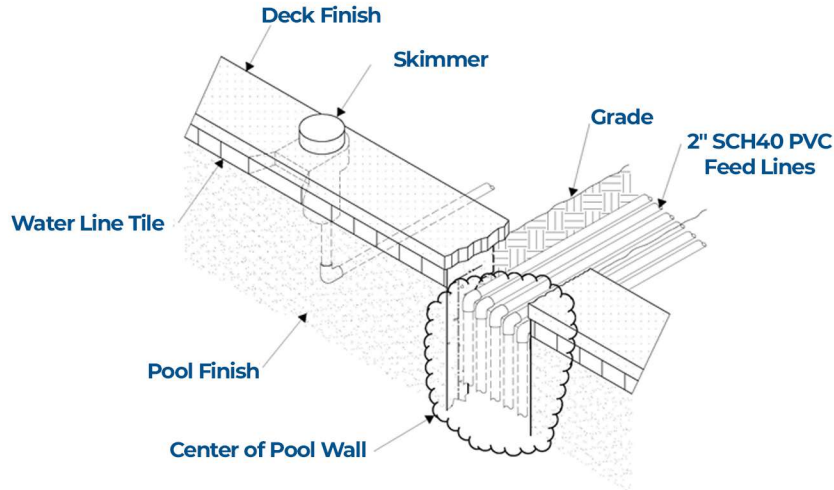 Deck Finish
Skimmer
Grade
2" SCH40 PVC
Feed Lines
Water Line Tile
Pool Finish
Center of Pool Wall